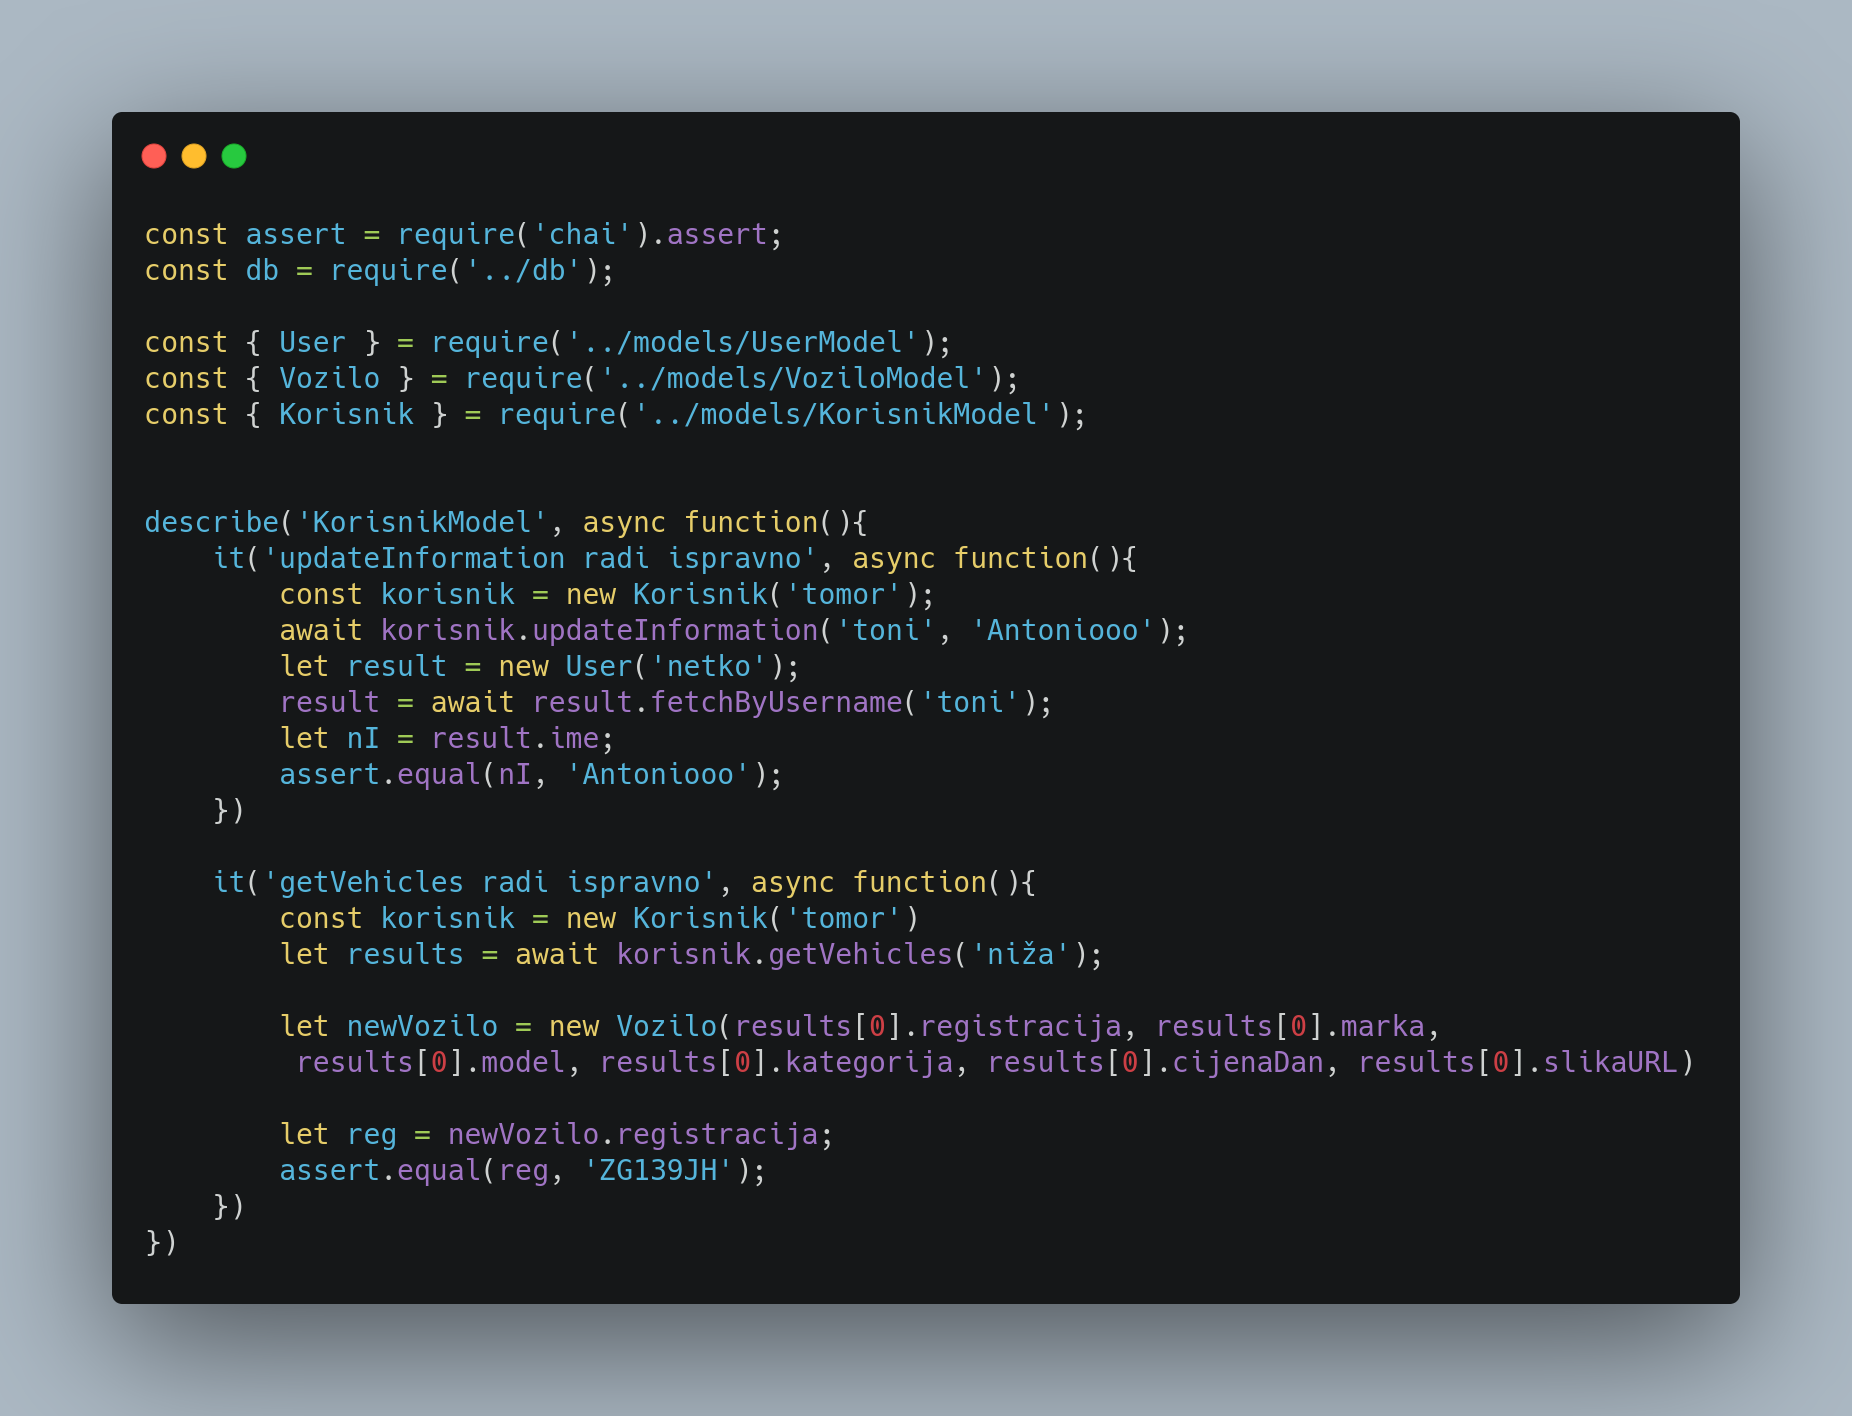 const assert = require('chai').assert;
const db = require('../db');

const { User } = require('../models/UserModel');
const { Vozilo } = require('../models/VoziloModel');
const { Korisnik } = require('../models/KorisnikModel');


describe('KorisnikModel', async function(){
    it('updateInformation radi ispravno', async function(){
        const korisnik = new Korisnik('tomor');
        await korisnik.updateInformation('toni', 'Antoniooo');
        let result = new User('netko');
        result = await result.fetchByUsername('toni');
        let nI = result.ime;
        assert.equal(nI, 'Antoniooo');
    })

    it('getVehicles radi ispravno', async function(){
        const korisnik = new Korisnik('tomor')
        let results = await korisnik.getVehicles('niža');

        let newVozilo = new Vozilo(results[0].registracija, results[0].marka,
         results[0].model, results[0].kategorija, results[0].cijenaDan, results[0].slikaURL)

        let reg = newVozilo.registracija;
        assert.equal(reg, 'ZG139JH');
    })
})